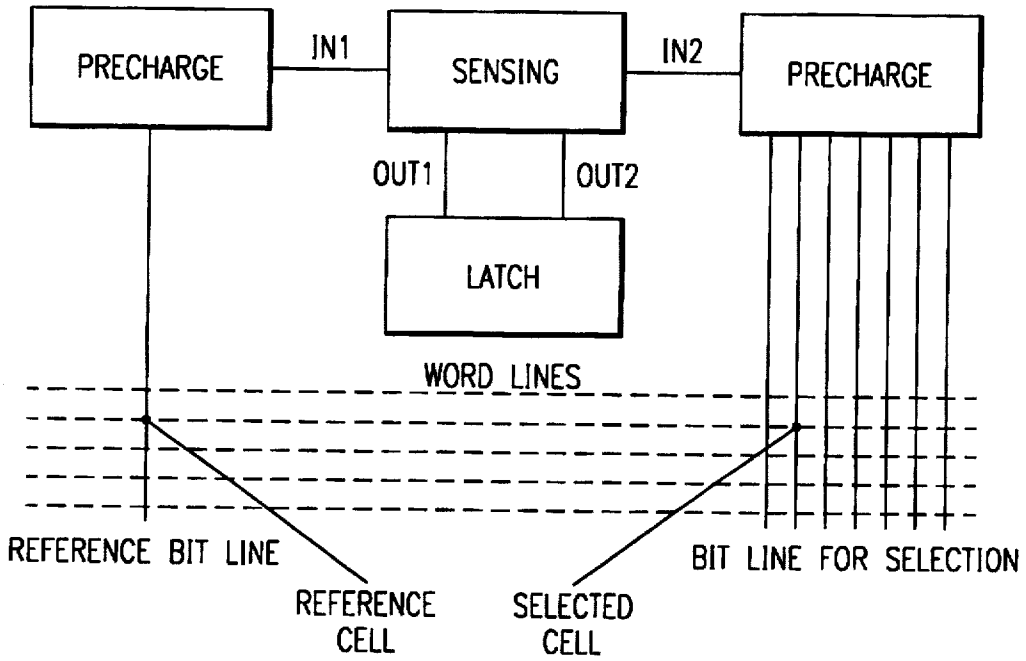 PRECHARGE
IN1
SENSING
IN2
PRECHARGE
OUT1
OUT2
LATCH
WORD LINES
REFERENCE BIT LINE
BIT LINE FOR SELECTION
REFERENCE
CELL
SELECTED
CELL